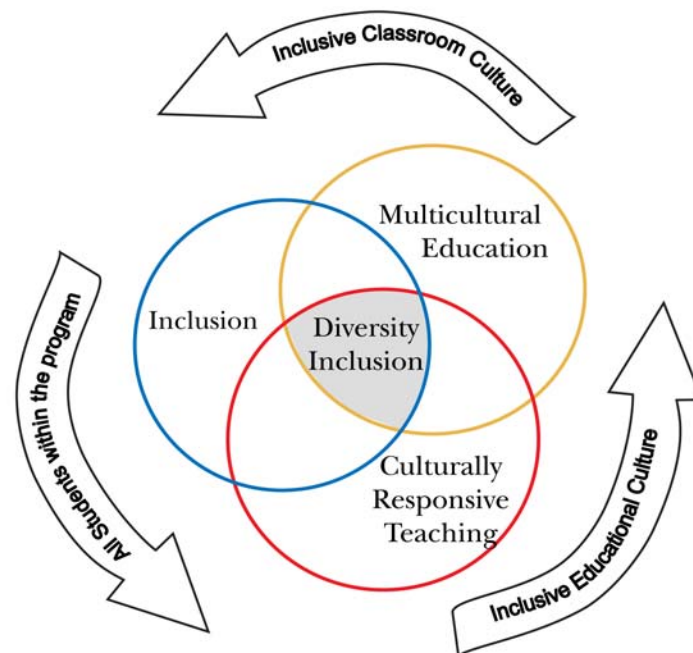 Inclusive Classroom Culture
Multicultural
Education
Inclusion
Diversity
Inclusion
Culturally
Responsive
Teaching
All Students within the program
Inclusive Educational Culture